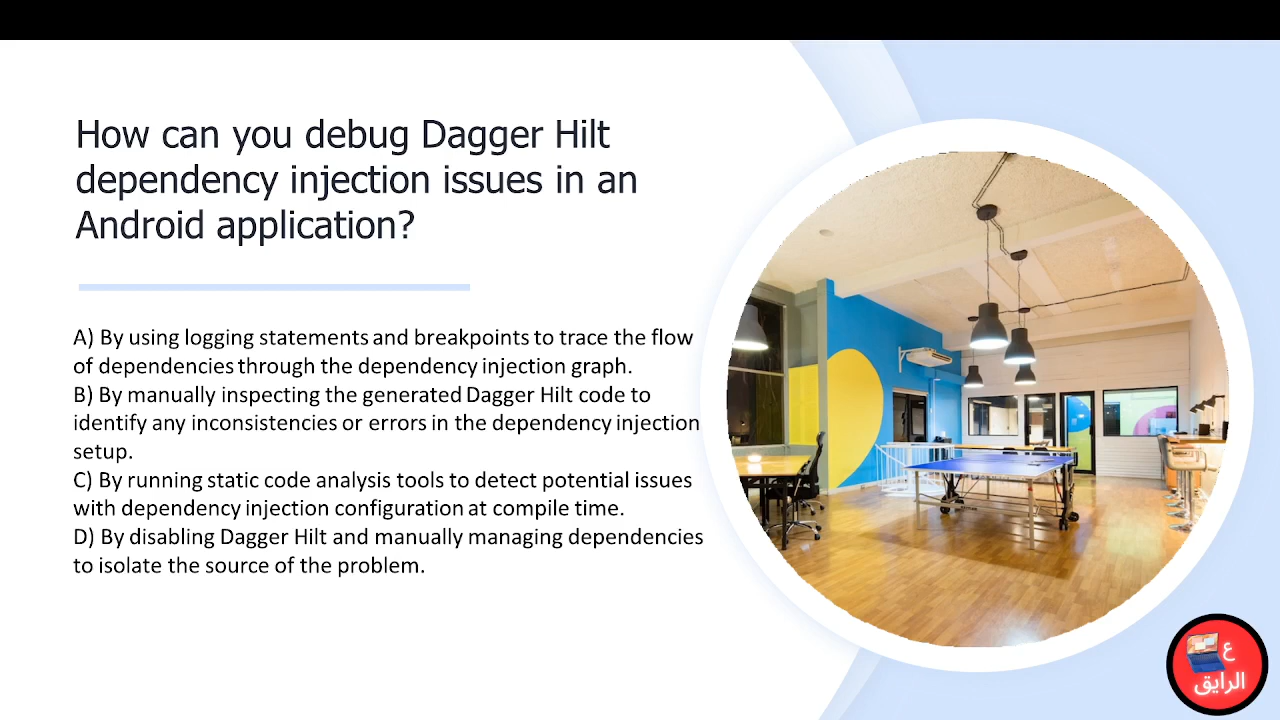 How can you debug Dagger Hilt
dependency injection issues in an
Android application?
A) By using logging statements and breakpoints to trace the flow
of dependencies through the dependency injection graph.
B) By manually inspecting the generated Dagger Hilt code to
identify any inconsistencies or errors in the dependency injection
setup.
C) By running static code analysis tools to detect potential issues
with dependency injection configuration at compile time.
D) By disabling Dagger Hilt and manually managing dependencies
to isolate the source of the problem.
ع
الرايق